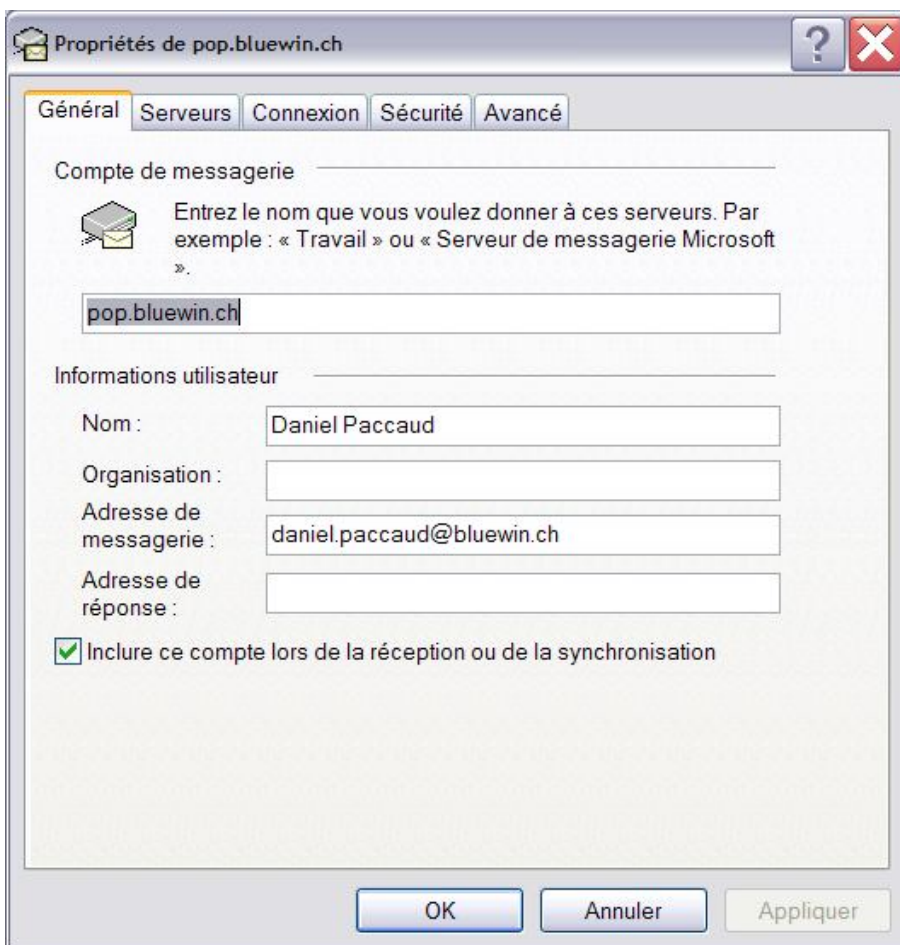 Propriétés de pop.bluewin.ch
?
Général Serveurs Connexion Sécurité Avancé
Compte de messagerie
Entrez le nom que vous voulez donner à ces serveurs. Par
exemple : « Travail » ou « Serveur de messagerie Microsoft
».
pop.bluewin.ch
Informations utilisateur
Nom : Daniel Paccaud
Organisation :
Adresse de
messagerie : daniel.paccaud@bluewin.ch
Adresse de
réponse :
Inclure ce compte lors de la réception ou de la synchronisation
OK Annuler Appliquer